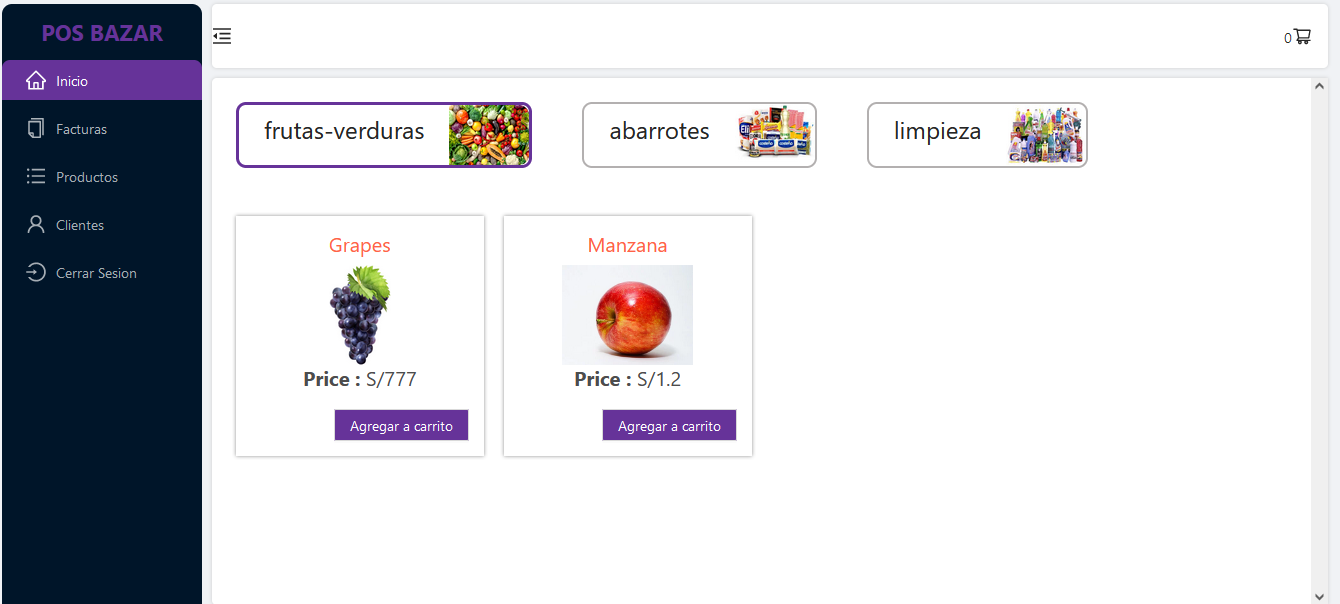 POS BAZAR
Inicio
Facturas
Productos
Clientes
Cerrar Sesion
0
frutas-verduras
abarrotes
limpieza
Grapes
Price : S/777
Agregar a carrito
Manzana
Price : S/1.2
Agregar a carrito